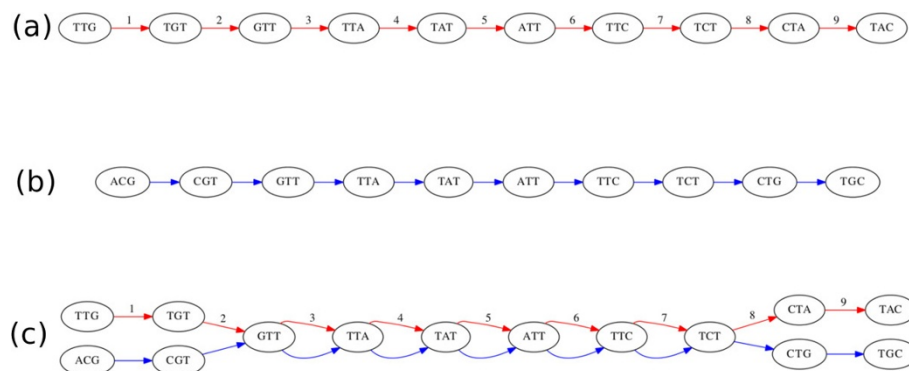 1 2 3 4 5 6 7 8 9
(a) TTG TGT GTT TTA TAT ATT TTC TCT CTA TAC
(b) ACG CGT GTT TTA TAT ATT TTC TCT CTG TGC
1 2 3 4 5 6 7 8 9
TTG TGT CTA TAC
(c) GTT TTA TAT ATT TTC TCT
ACG CGT CTG TGC